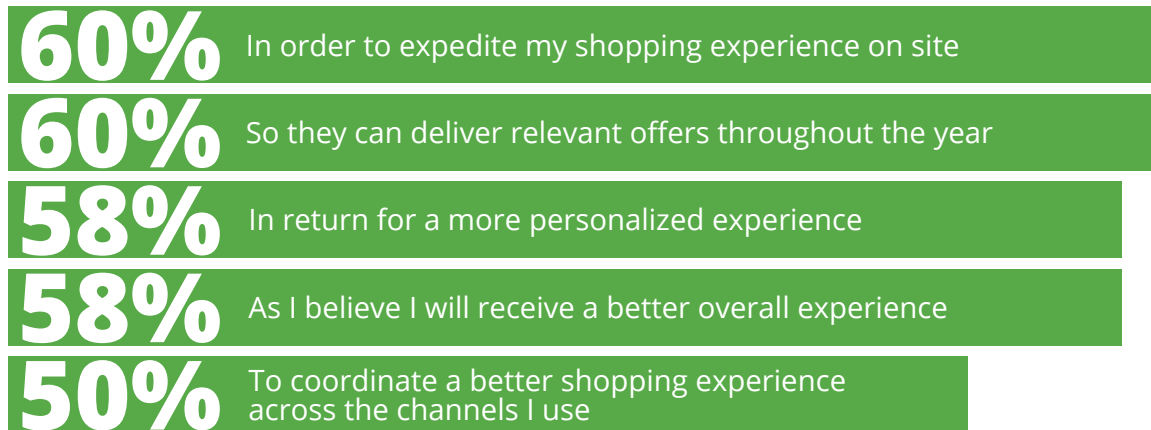 60% In order to expedite my shopping experience on site
60% So they can deliver relevant offers throughout the year
58% In return for a more personalized experience
58% As I believe I will receive a better overall experience
50% To coordinate a better shopping experience
across the channels I use